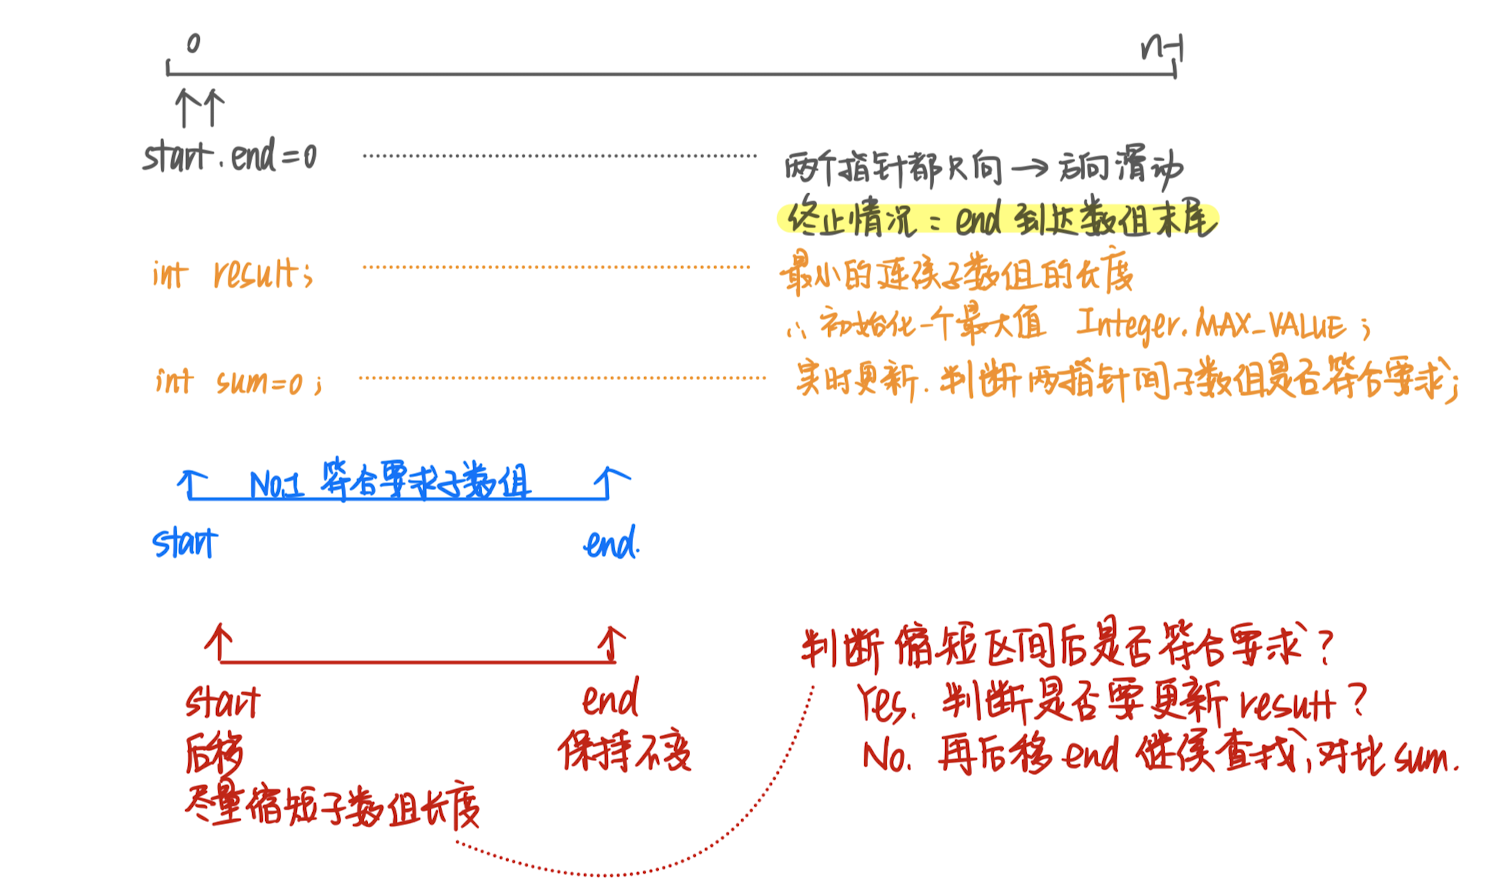 0
n-1
start. end=0
两个指针都只向→方向滑动
终止情况：end 到达数组末尾
int result;
最小的连续子数组的长度
∴初始化一个最大值 Integer.MAX_VALUE;
int sum=0;
实时更新.判断两指针间子数组是否符合要求;
No.1 符合要求子数组
start
end.
判断缩短区间后是否符合要求?
start
end
Yes. 判断是否要更新 result?
后移
保持不变
No. 再后移 end 继续查找,对比 sum.
尽量缩短子数组长度